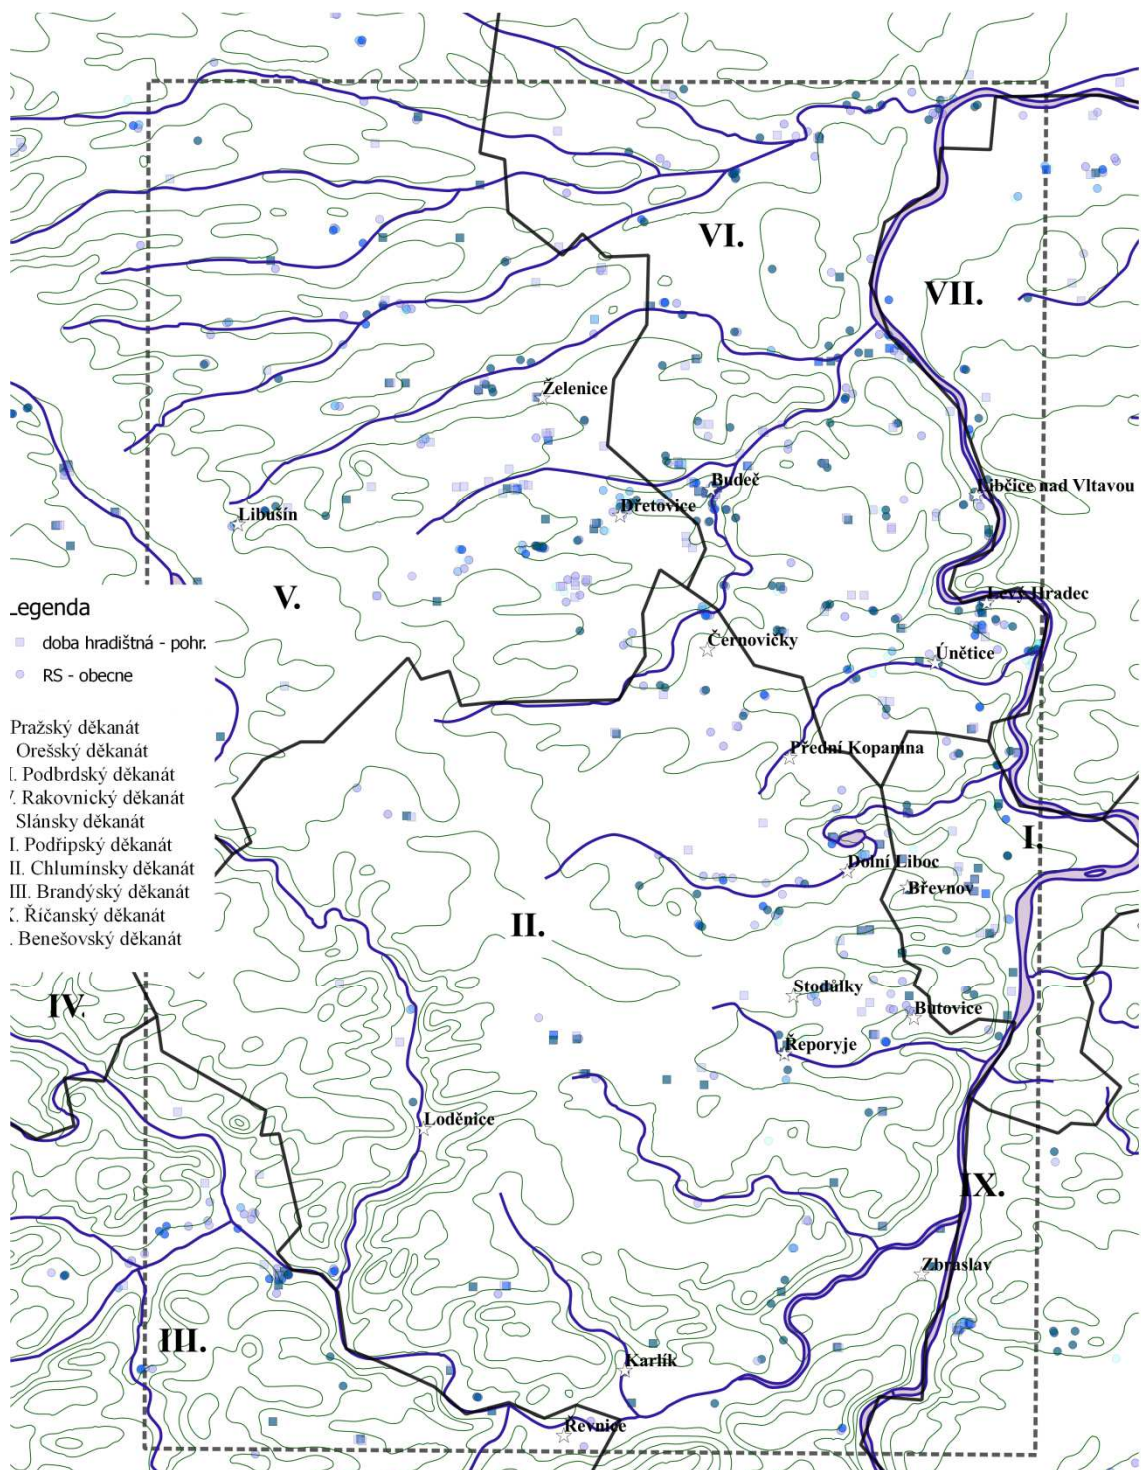 VI.
VII.
Želenice
Budeč
Libčice nad Vltavou
Libušín
Dřetovice
V.
Levý Hradec
Legenda
doba hradištná - pohr.
Černovičky
Únětice
RS - obecne
Pražský děkanát
Orešský děkanát
I. Podbrdský děkanát
V. Rakovnický děkanát
Slánsky děkanát
I. Podřipský děkanát
II. Chlumínsky děkanát
III. Brandýský děkanát
X. Říčanský děkanát
. Benešovský děkanát
Přední Kopanina
I.
Dolní Liboc
Břevnov
II.
Stodůlky
IV.
Butovice
Řeporyje
Loděnice
IX.
Zbraslav
III.
Karlík
Řevnice